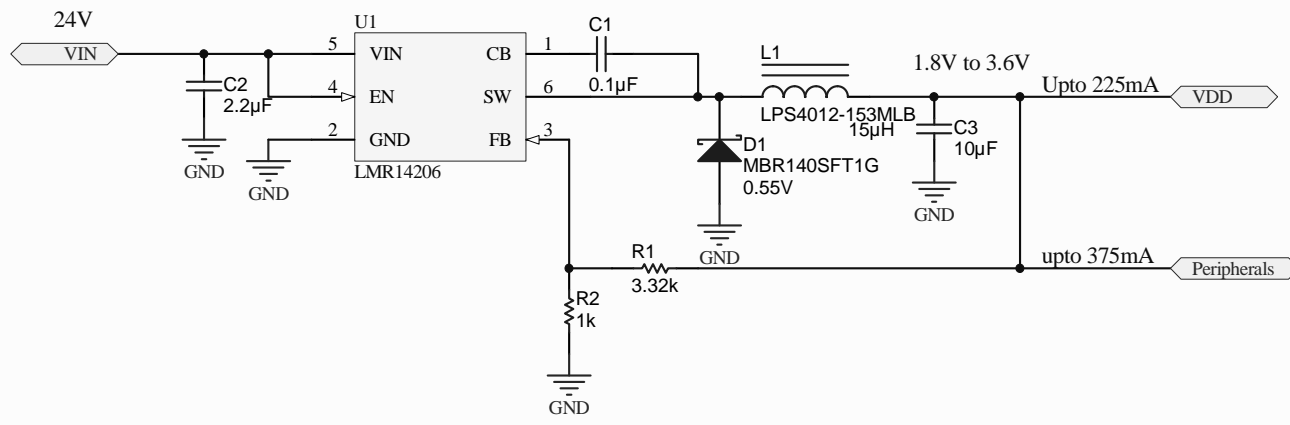 24V
VIN
C2
2.2µF
GND
GND
U1
5 VIN CB 1
4 EN SW 6
2 GND FB 3
LMR14206
C1
0.1µF
L1
LPS4012-153MLB
15µH
D1
MBR140SFT1G
0.55V
GND
1.8V to 3.6V
C3
10µF
GND
Upto 225mA
VDD
R1
3.32k
upto 375mA
Peripherals
R2
1k
GND